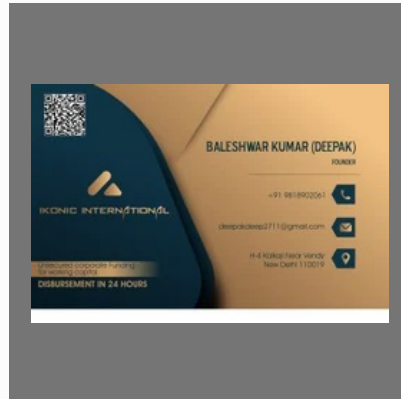 IKONIC INTERNATIONAL
Unsecured corporate Funding
for working capital
DISBURSEMENT IN 24 HOURS
BALESHWAR KUMAR (DEEPAK)
FOUNDER
+91 9818902061
deepakdeep2711@gmail.com
H-4 Kalkaji Near Vendy
New Delhi 110019